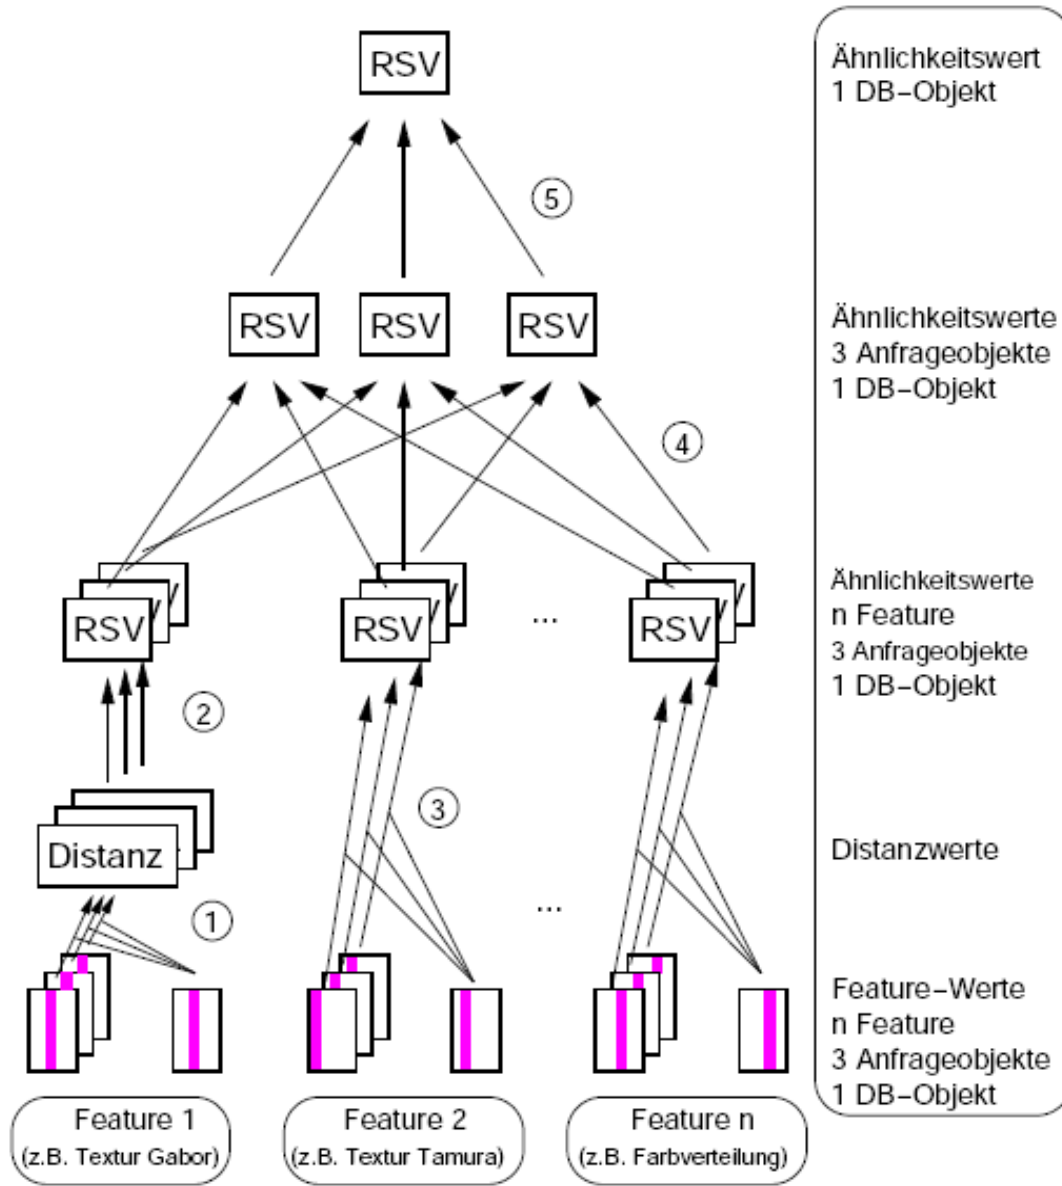 RSV
Ähnlichkeitswert
1 DB-Objekt
5
RSV RSV RSV
Ähnlichkeitswerte
3 Anfrageobjekte
1 DB-Objekt
4
RSV RSV ... RSV
Ähnlichkeitswerte
n Feature
3 Anfrageobjekte
1 DB-Objekt
2
3
Distanz
Distanzwerte
1
...
Feature-Werte
n Feature
3 Anfrageobjekte
1 DB-Objekt
Feature 1
(z.B. Textur Gabor)
Feature 2
(z.B. Textur Tamura)
Feature n
(z.B. Farbverteilung)